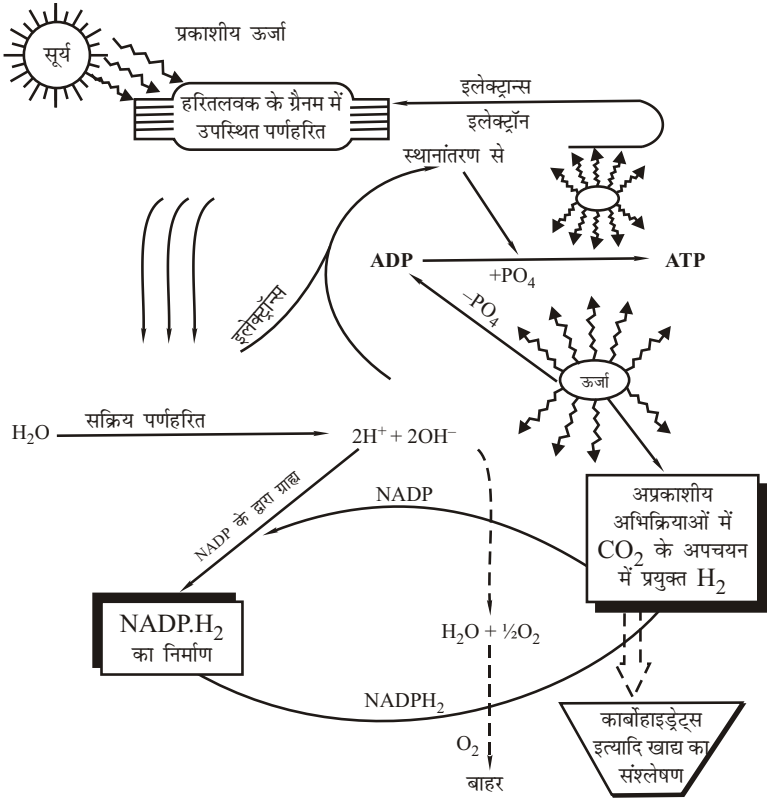 प्रकाशीय ऊर्जा
सूर्य
हरितलवक के ग्रैनम में
उपस्थित पर्णहरित
इलेक्ट्रान्स
इलेक्ट्रॉन
स्थानांतरण से
ADP
+PO₄
ATP
–PO₄
इलेक्ट्रॉन्स
ऊर्जा
H₂O
सक्रिय पर्णहरित
2H⁺ + 2OH⁻
NADP के द्वारा ग्राह्य
NADP
अप्रकाशीय
अभिक्रियाओं में
CO₂ के अपचयन
में प्रयुक्त H₂
NADP.H₂
का निर्माण
H₂O + ½O₂
NADPH₂
O₂
बाहर
कार्बोहाइड्रेट्स
इत्यादि खाद्य का
संश्लेषण